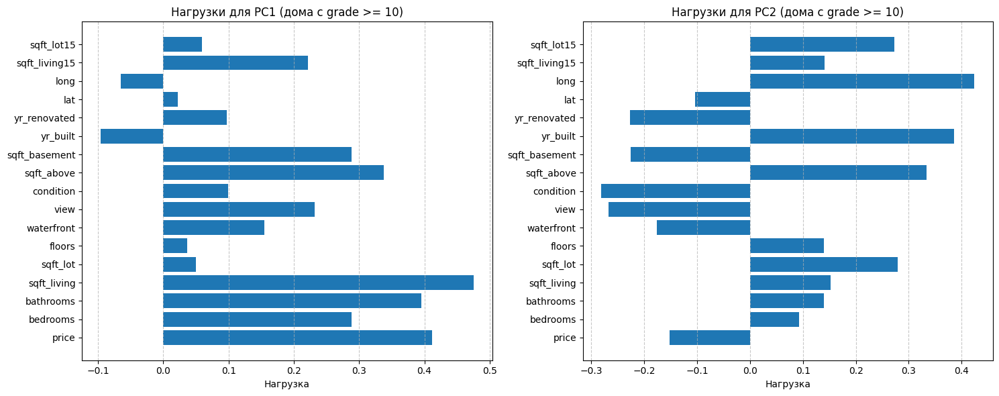 Нагрузки для PC1 (дома с grade >= 10)
sqft_lot15
sqft_living15
long
lat
yr_renovated
yr_built
sqft_basement
sqft_above
condition
view
waterfront
floors
sqft_lot
sqft_living
bathrooms
bedrooms
price
−0.1 0.0 0.1 0.2 0.3 0.4 0.5
Нагрузка
Нагрузки для PC2 (дома с grade >= 10)
sqft_lot15
sqft_living15
long
lat
yr_renovated
yr_built
sqft_basement
sqft_above
condition
view
waterfront
floors
sqft_lot
sqft_living
bathrooms
bedrooms
price
−0.3 −0.2 −0.1 0.0 0.1 0.2 0.3 0.4
Нагрузка